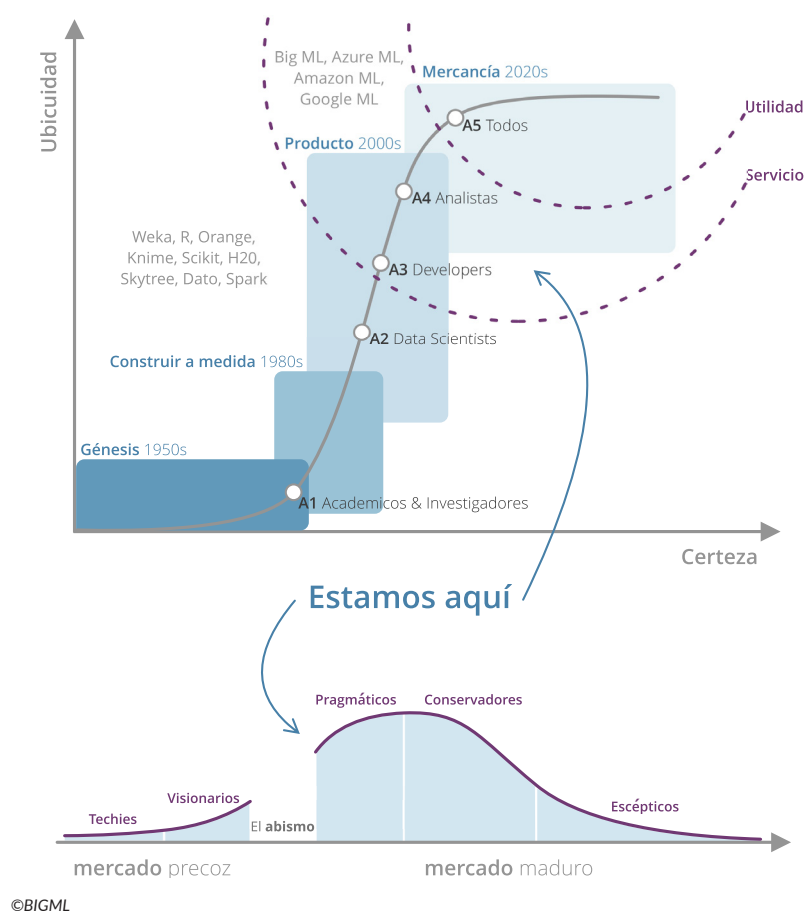 Ubicuidad
Big ML, Azure ML,
Amazon ML,
Google ML
Mercancía 2020s
Utilidad
A5 Todos
Producto 2000s
Servicio
A4 Analistas
Weka, R, Orange,
Knime, Scikit, H20,
Skytree, Dato, Spark
A3 Developers
A2 Data Scientists
Construir a medida 1980s
Génesis 1950s
A1 Academicos & Investigadores
Certeza
Estamos aquí
Pragmáticos
Conservadores
Visionarios
Techies
El abismo
Escépticos
mercado precoz
mercado maduro
©BIGML